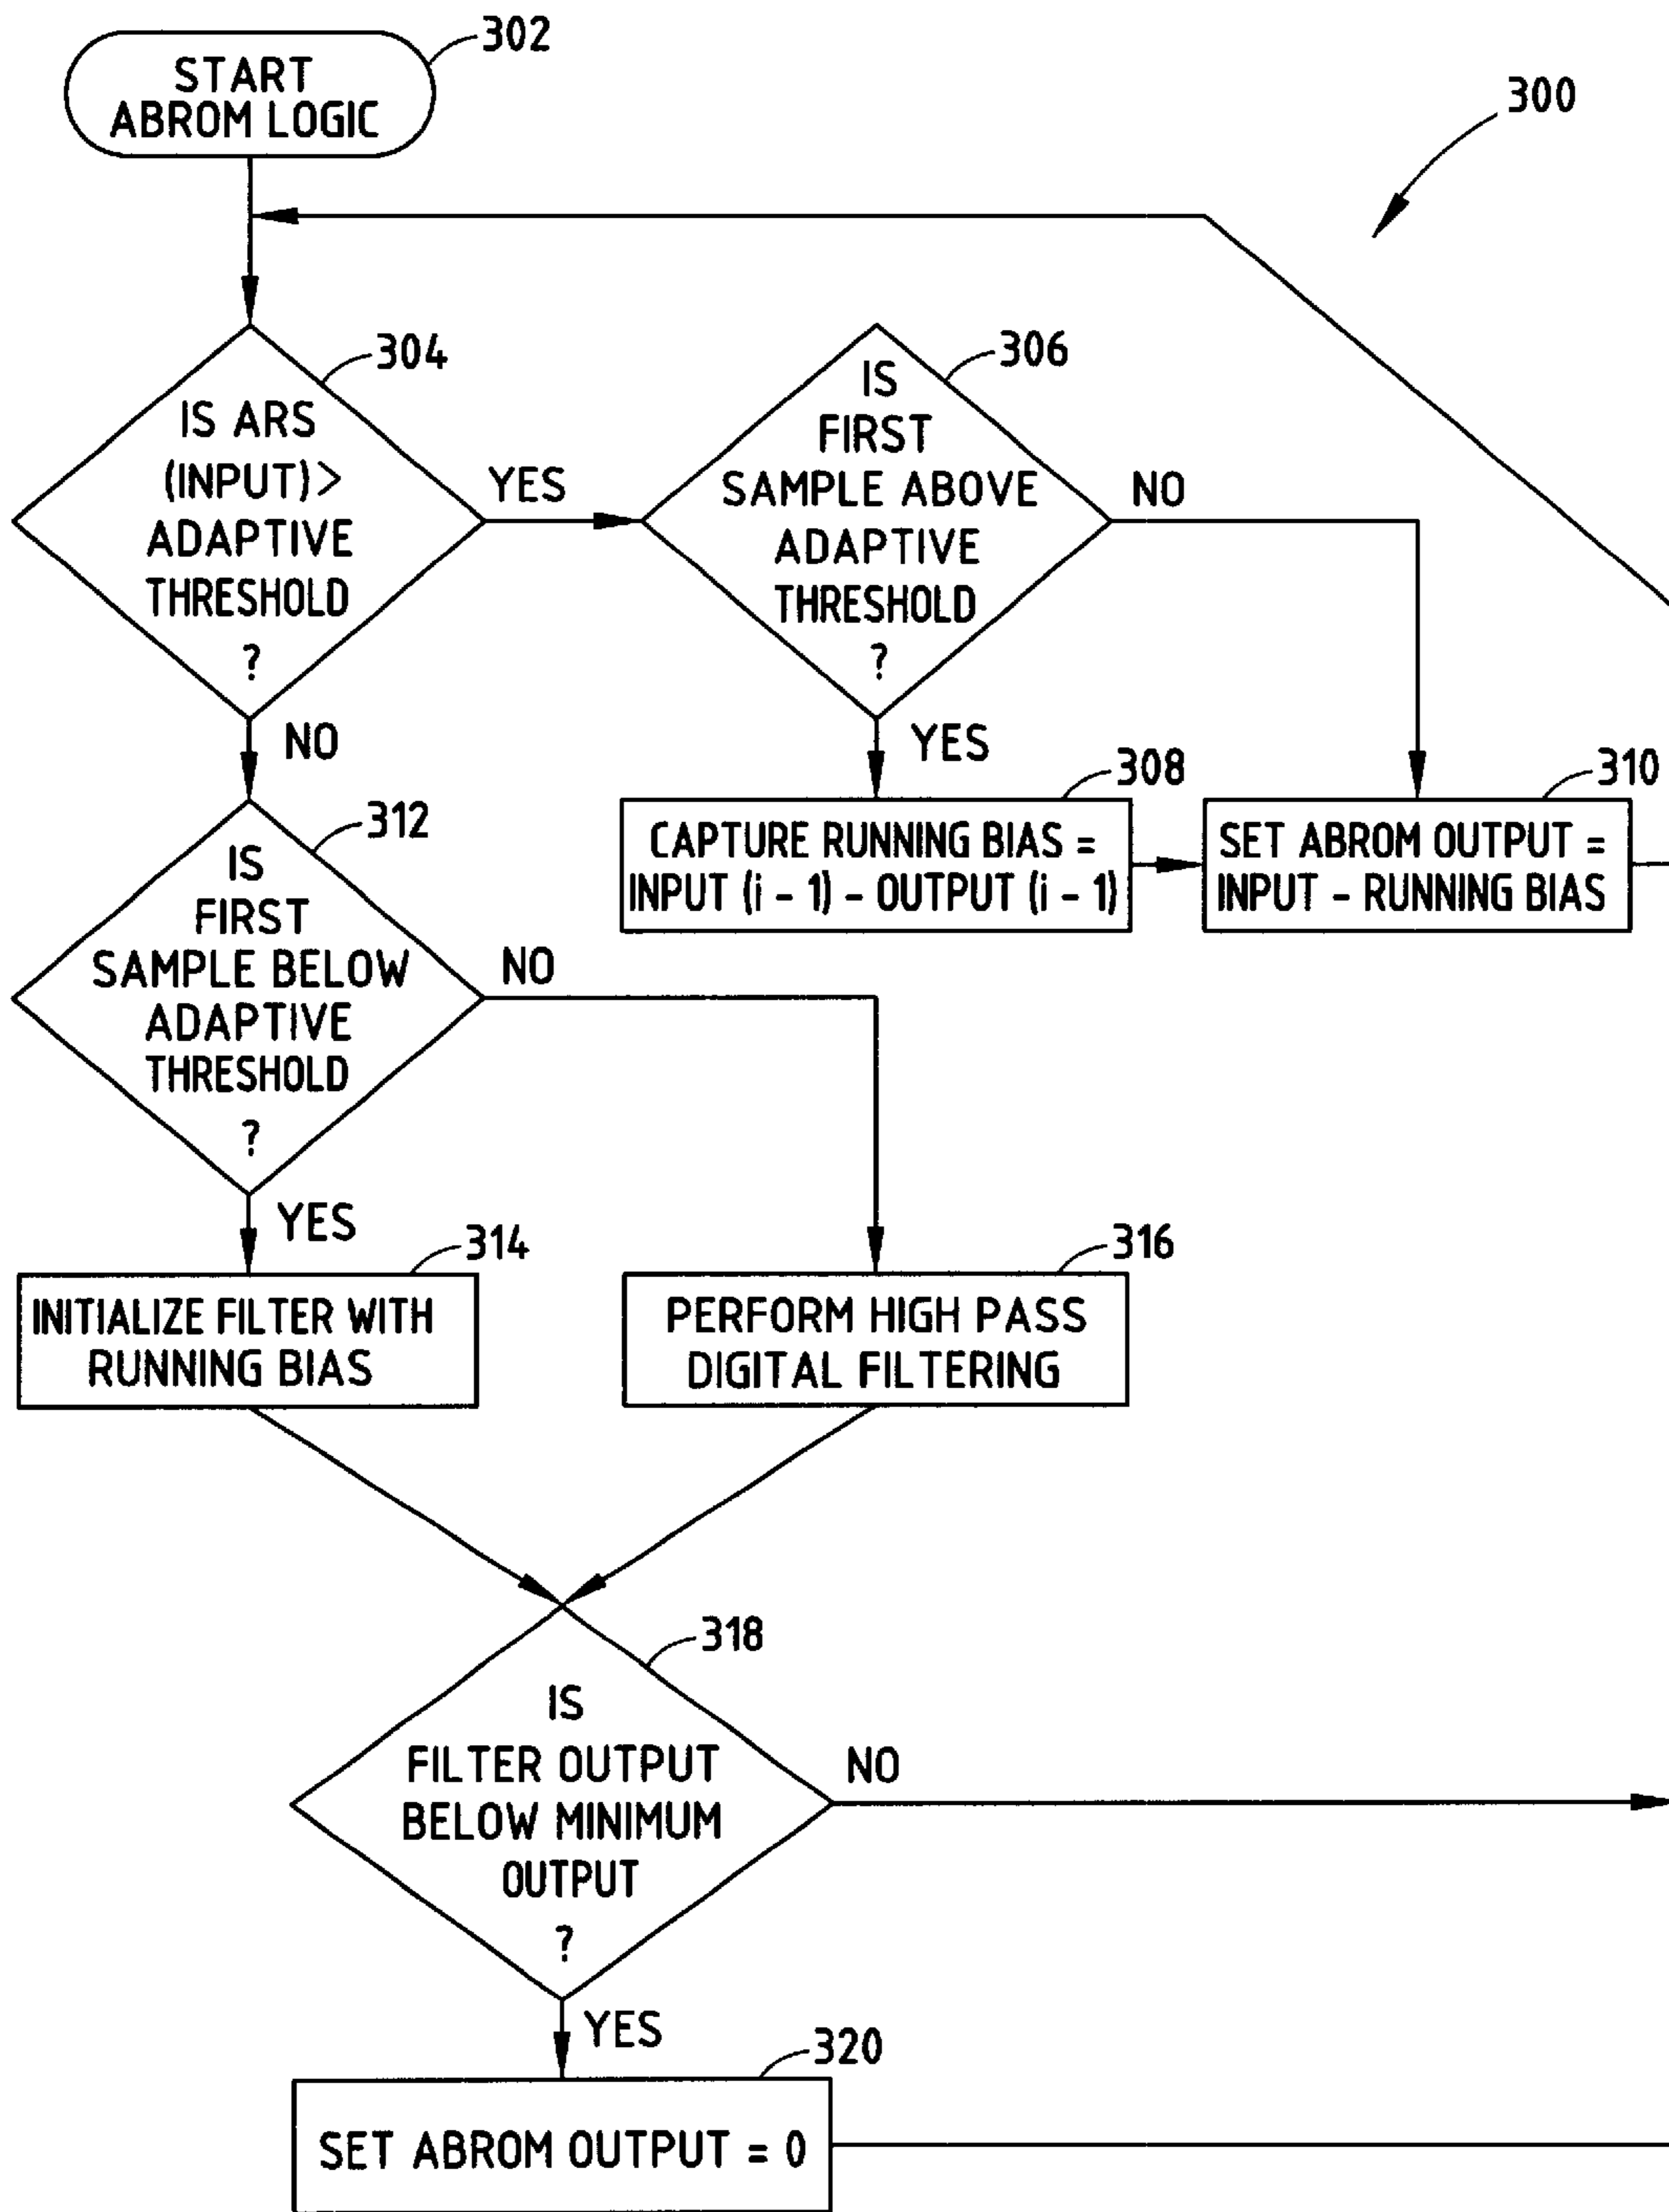 302
START
ABROM LOGIC
300
304
IS ARS
(INPUT)>
ADAPTIVE
THRESHOLD
?
YES
306
IS
FIRST
SAMPLE ABOVE
ADAPTIVE
THRESHOLD
?
NO
NO
YES
308
CAPTURE RUNNING BIAS =
INPUT (i - 1) - OUTPUT (i - 1)
310
SET ABROM OUTPUT =
INPUT - RUNNING BIAS
312
IS
FIRST
SAMPLE BELOW
ADAPTIVE
THRESHOLD
?
NO
YES
314
INITIALIZE FILTER WITH
RUNNING BIAS
316
PERFORM HIGH PASS
DIGITAL FILTERING
318
IS
FILTER OUTPUT
BELOW MINIMUM
OUTPUT
?
NO
YES
320
SET ABROM OUTPUT = 0